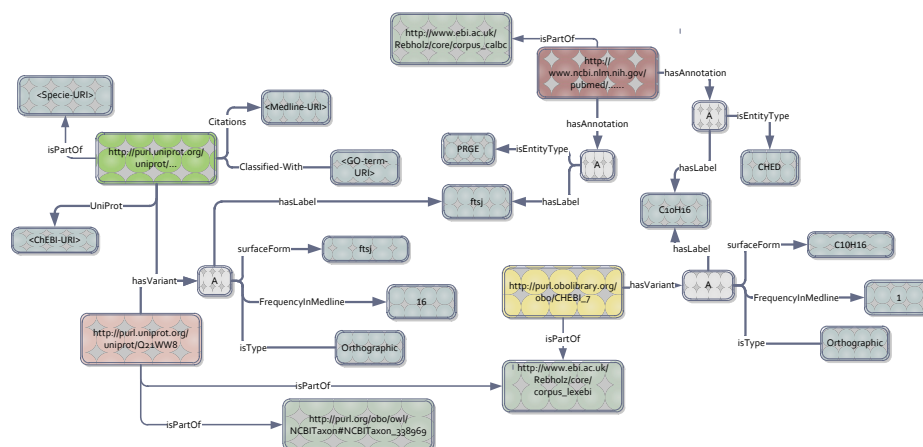 http://www.ebi.ac.uk/
Rebholz/core/corpus_calbc
isPartOf
http://
www.ncbi.nlm.nih.gov/
pubmed/......
hasAnnotation
hasAnnotation
A
isEntityType
CHED
hasLabel
PRGE
isEntityType
A
hasLabel
<Specie-URI>
isPartOf
Citations
<Medline-URI>
http://purl.uniprot.org/
uniprot/...
Classified-With
<GO-term-
URI>
UniProt
<ChEBI-URI>
hasLabel
ftsj
C10H16
hasLabel
hasVariant
A
surfaceForm
ftsj
FrequencyInMedline
16
isType
Orthographic
http://purl.uniprot.org/
uniprot/Q21WW8
http://purl.obolibrary.org/
obo/CHEBI_7
hasVariant
A
surfaceForm
C10H16
FrequencyInMedline
1
isType
Orthographic
isPartOf
isPartOf
http://www.ebi.ac.uk/
Rebholz/core/
corpus_lexebi
isPartOf
http://purl.org/obo/owl/
NCBITaxon#NCBITaxon_338969